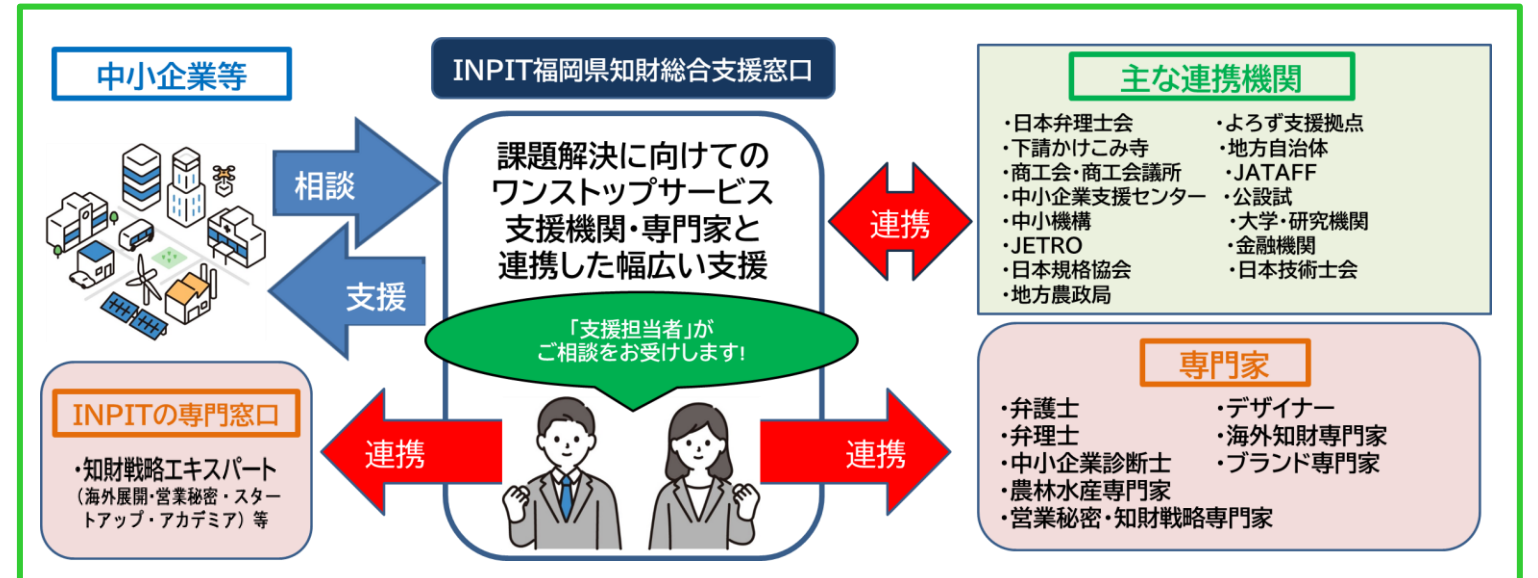 中小企業等
相談
支援
INPIT福岡県知財総合支援窓口
課題解決に向けての
ワンストップサービス
支援機関・専門家と
連携した幅広い支援
「支援担当者」が
ご相談をお受けします!
連携
主な連携機関
・日本弁理士会
・下請かけこみ寺
・商工会・商工会議所
・中小企業支援センター
・中小機構
・JETRO
・日本規格協会
・地方農政局
・よろず支援拠点
・地方自治体
・JATAFF
・公設試
・大学・研究機関
・金融機関
・日本技術士会
INPITの専門窓口
・知財戦略エキスパート
(海外展開・営業秘密・スター
トアップ・アカデミア)等
連携
連携
専門家
・弁護士
・弁理士
・中小企業診断士
・農林水産専門家
・営業秘密・知財戦略専門家
・デザイナー
・海外知財専門家
・ブランド専門家